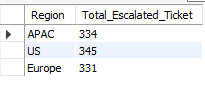 Region Total_Escalated_Ticket
APAC 334
US 345
Europe 331